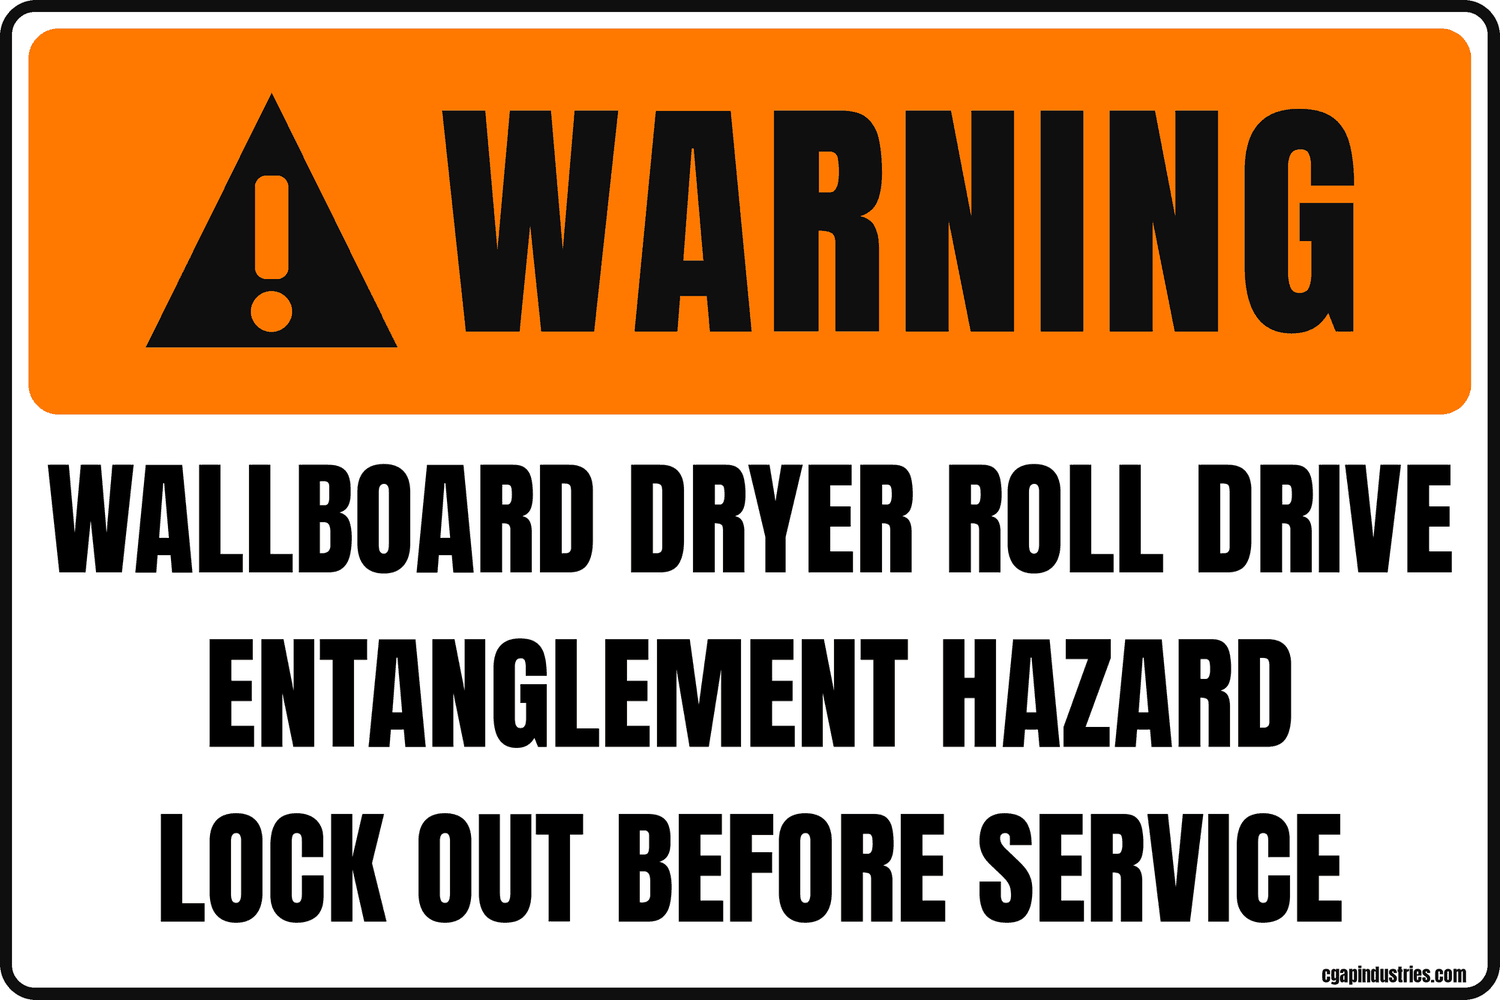 WARNING
WALLBOARD DRYER ROLL DRIVE
ENTANGLEMENT HAZARD
LOCK OUT BEFORE SERVICE
cgapindustries.com